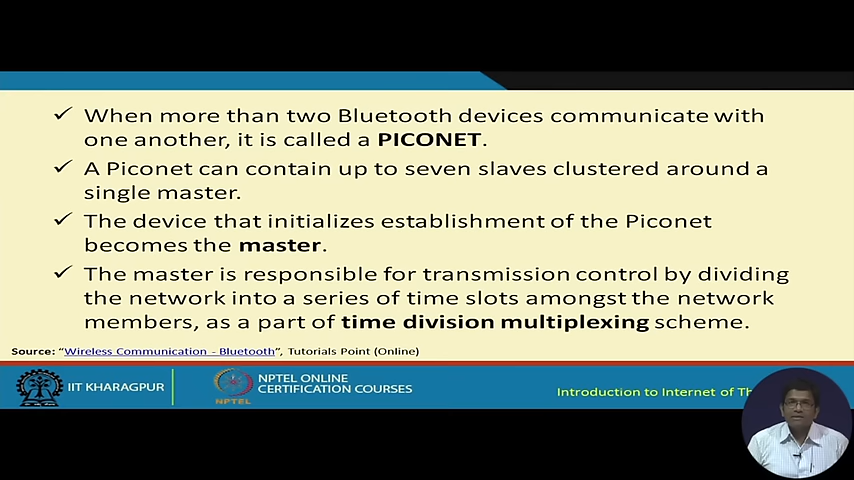 ✓ When more than two Bluetooth devices communicate with
one another, it is called a PICONET.
✓ A Piconet can contain up to seven slaves clustered around a
single master.
✓ The device that initializes establishment of the Piconet
becomes the master.
✓ The master is responsible for transmission control by dividing
the network into a series of time slots amongst the network
members, as a part of time division multiplexing scheme.
Source: "Wireless Communication - Bluetooth", Tutorials Point (Online)
IIT KHARAGPUR
NPTEL
NPTEL ONLINE
CERTIFICATION COURSES
Introduction to Internet of Th